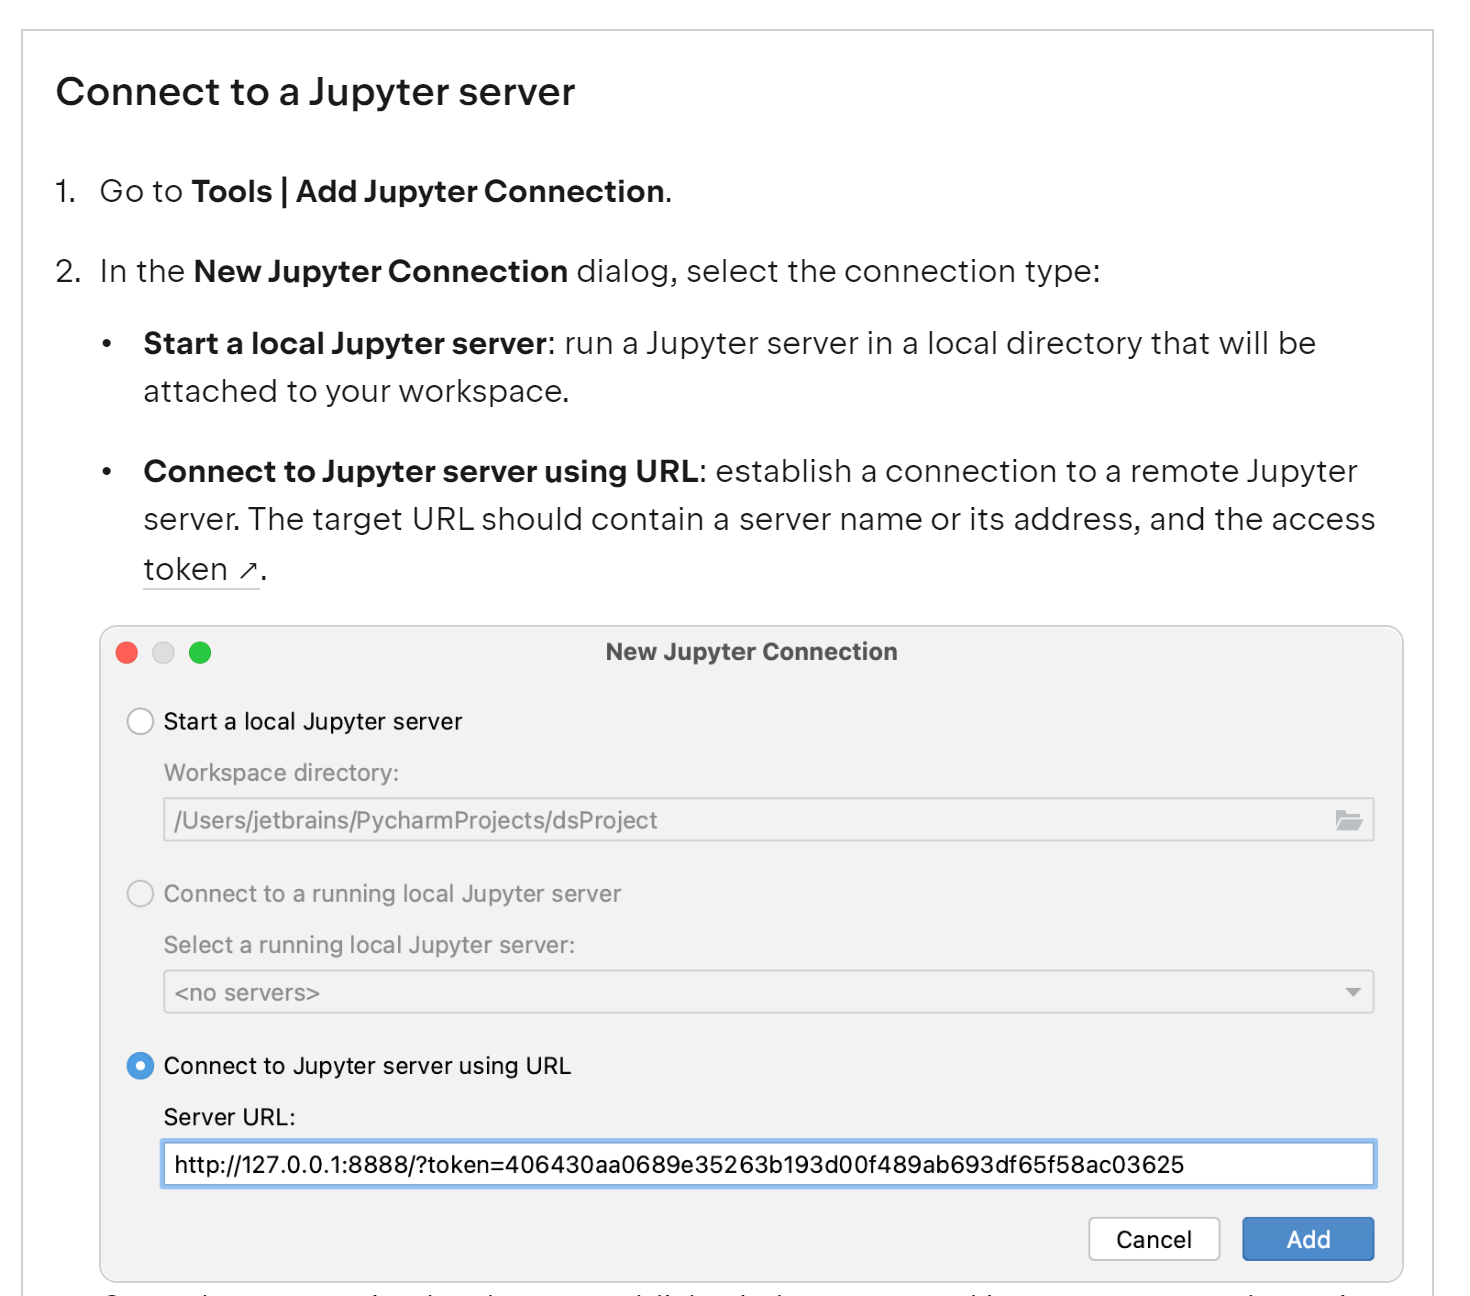 Connect to a Jupyter server
1. Go to Tools | Add Jupyter Connection.
2. In the New Jupyter Connection dialog, select the connection type:
• Start a local Jupyter server: run a Jupyter server in a local directory that will be
attached to your workspace.
• Connect to Jupyter server using URL: establish a connection to a remote Jupyter
server. The target URL should contain a server name or its address, and the access
token ↗.
New Jupyter Connection
Start a local Jupyter server
Workspace directory:
/Users/jetbrains/PycharmProjects/dsProject
Connect to a running local Jupyter server
Select a running local Jupyter server:
<no servers>
Connect to Jupyter server using URL
Server URL:
http://127.0.0.1:8888/?token=406430aa0689e35263b193d00f489ab693df65f58ac03625
Cancel Add